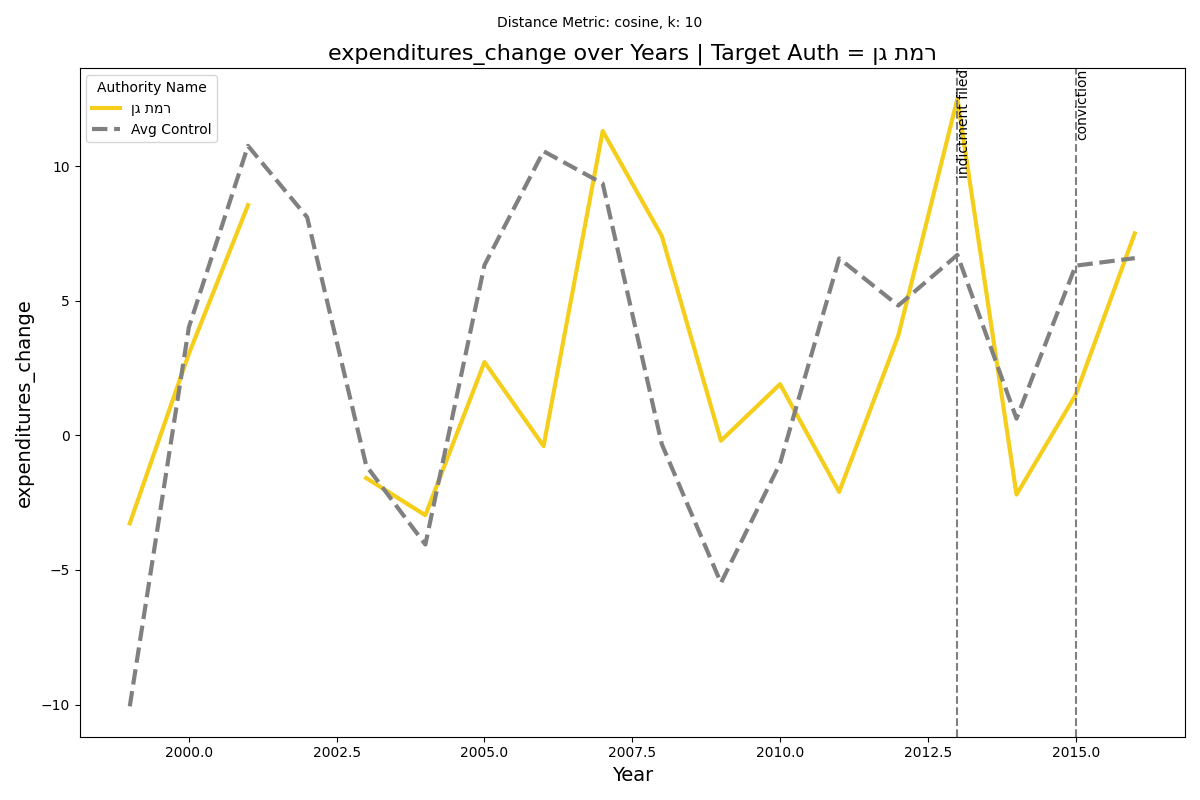 Distance Metric: cosine, k: 10
expenditures_change over Years | Target Auth = רמת גן
Authority Name
רמת גן
Avg Control
indictment filed
conviction
10
5
0
−5
−10
expenditures_change
2000.0 2002.5 2005.0 2007.5 2010.0 2012.5 2015.0
Year